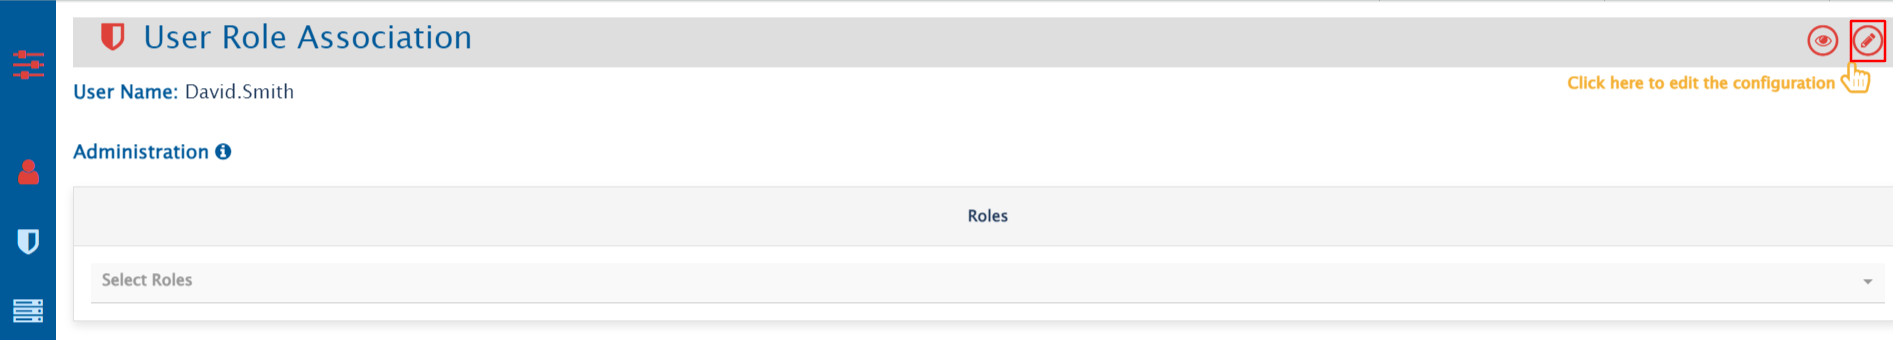 User Role Association
Click here to edit the configuration
User Name: David.Smith
Administration
Roles
Select Roles